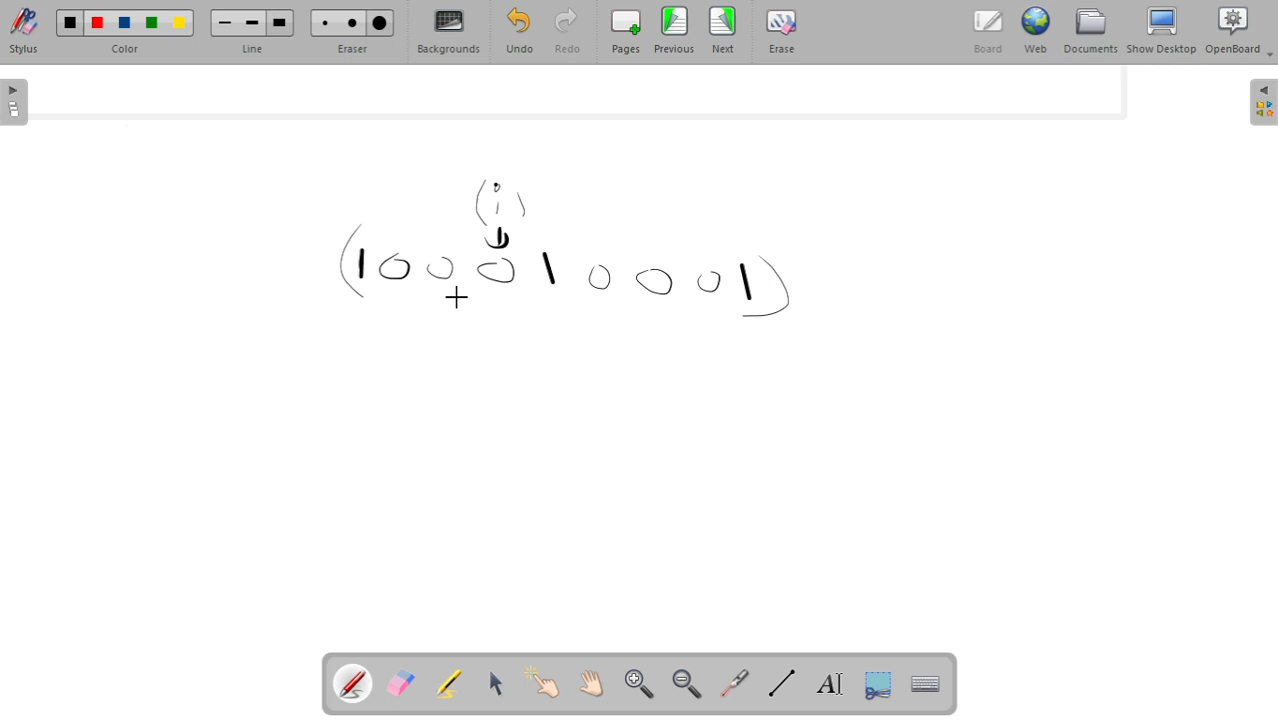 Stylus Color Line Eraser Backgrounds Undo Redo Pages Previous Next Erase Board Web Documents Show Desktop OpenBoard
(i)
(100010001)
A